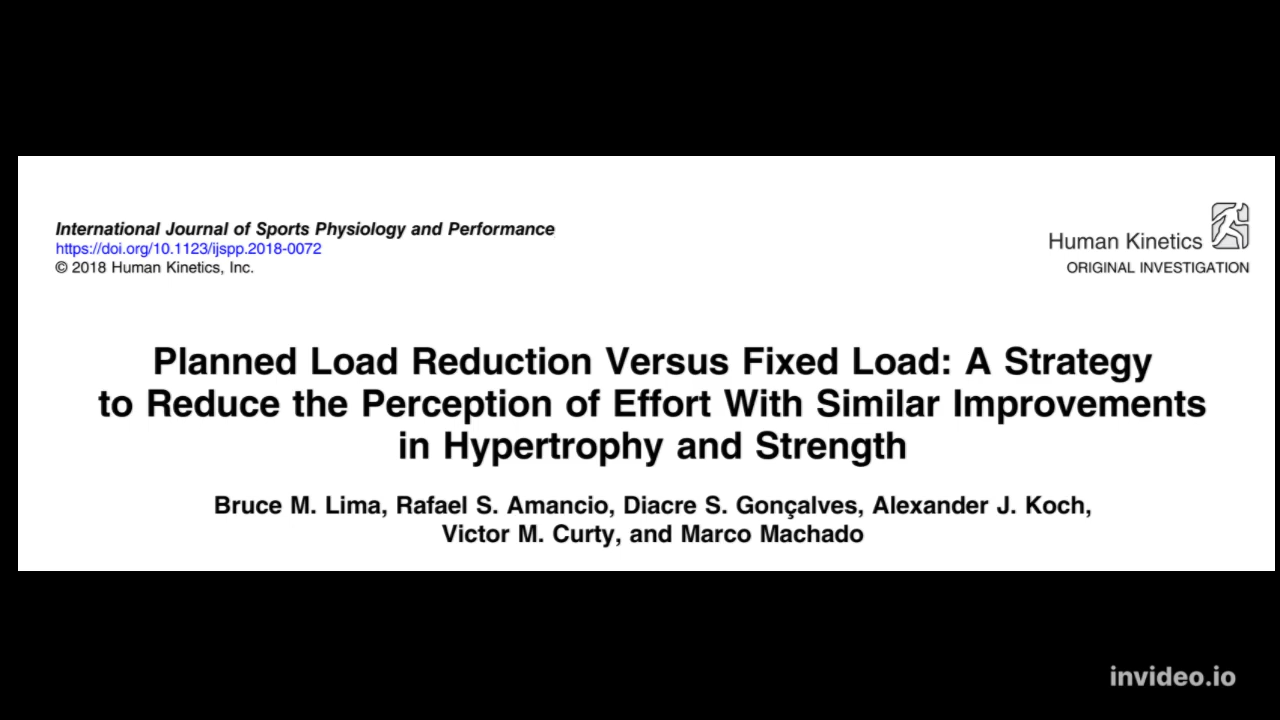 International Journal of Sports Physiology and Performance
https://doi.org/10.1123/ijspp.2018-0072
© 2018 Human Kinetics, Inc.
Human Kinetics
ORIGINAL INVESTIGATION
Planned Load Reduction Versus Fixed Load: A Strategy
to Reduce the Perception of Effort With Similar Improvements
in Hypertrophy and Strength
Bruce M. Lima, Rafael S. Amancio, Diacre S. Gonçalves, Alexander J. Koch,
Victor M. Curty, and Marco Machado
invideo.io